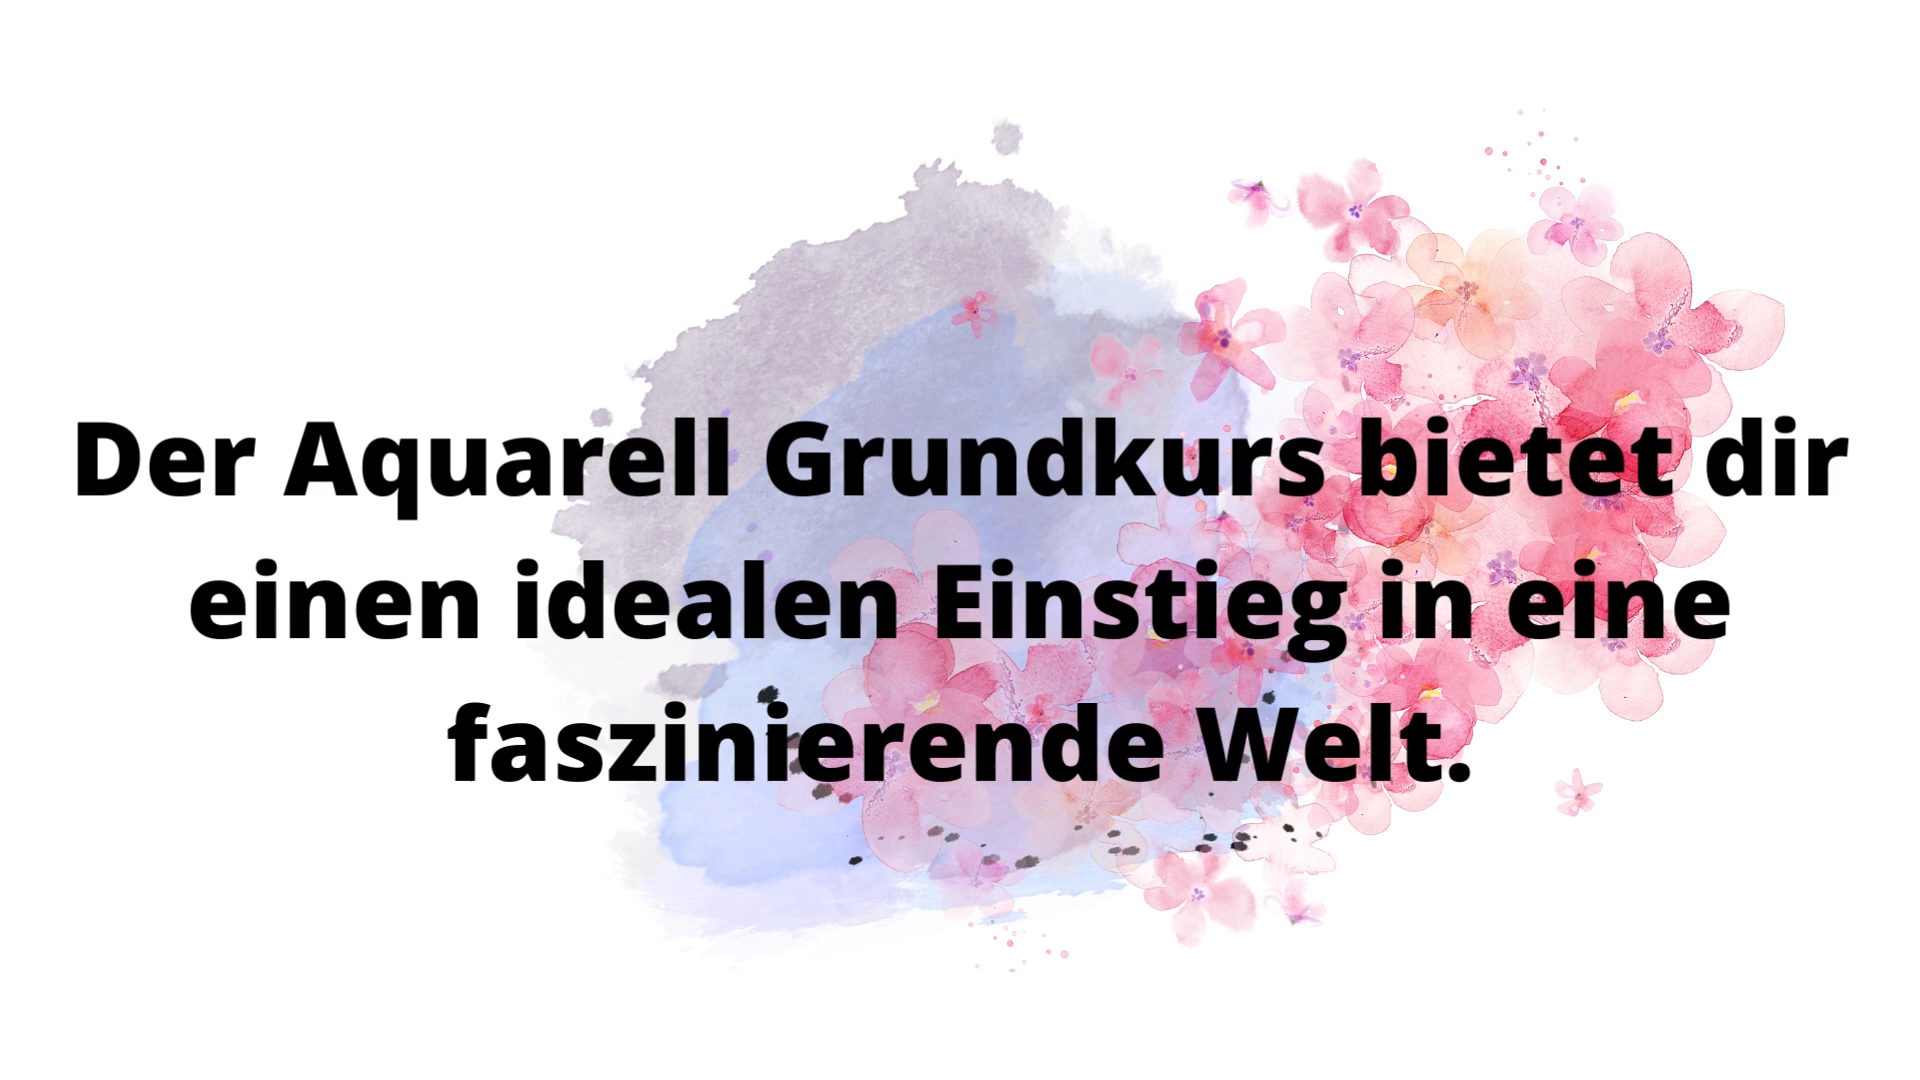 Der Aquarell Grundkurs bietet dir
einen idealen Einstieg in eine
faszinierende Welt.